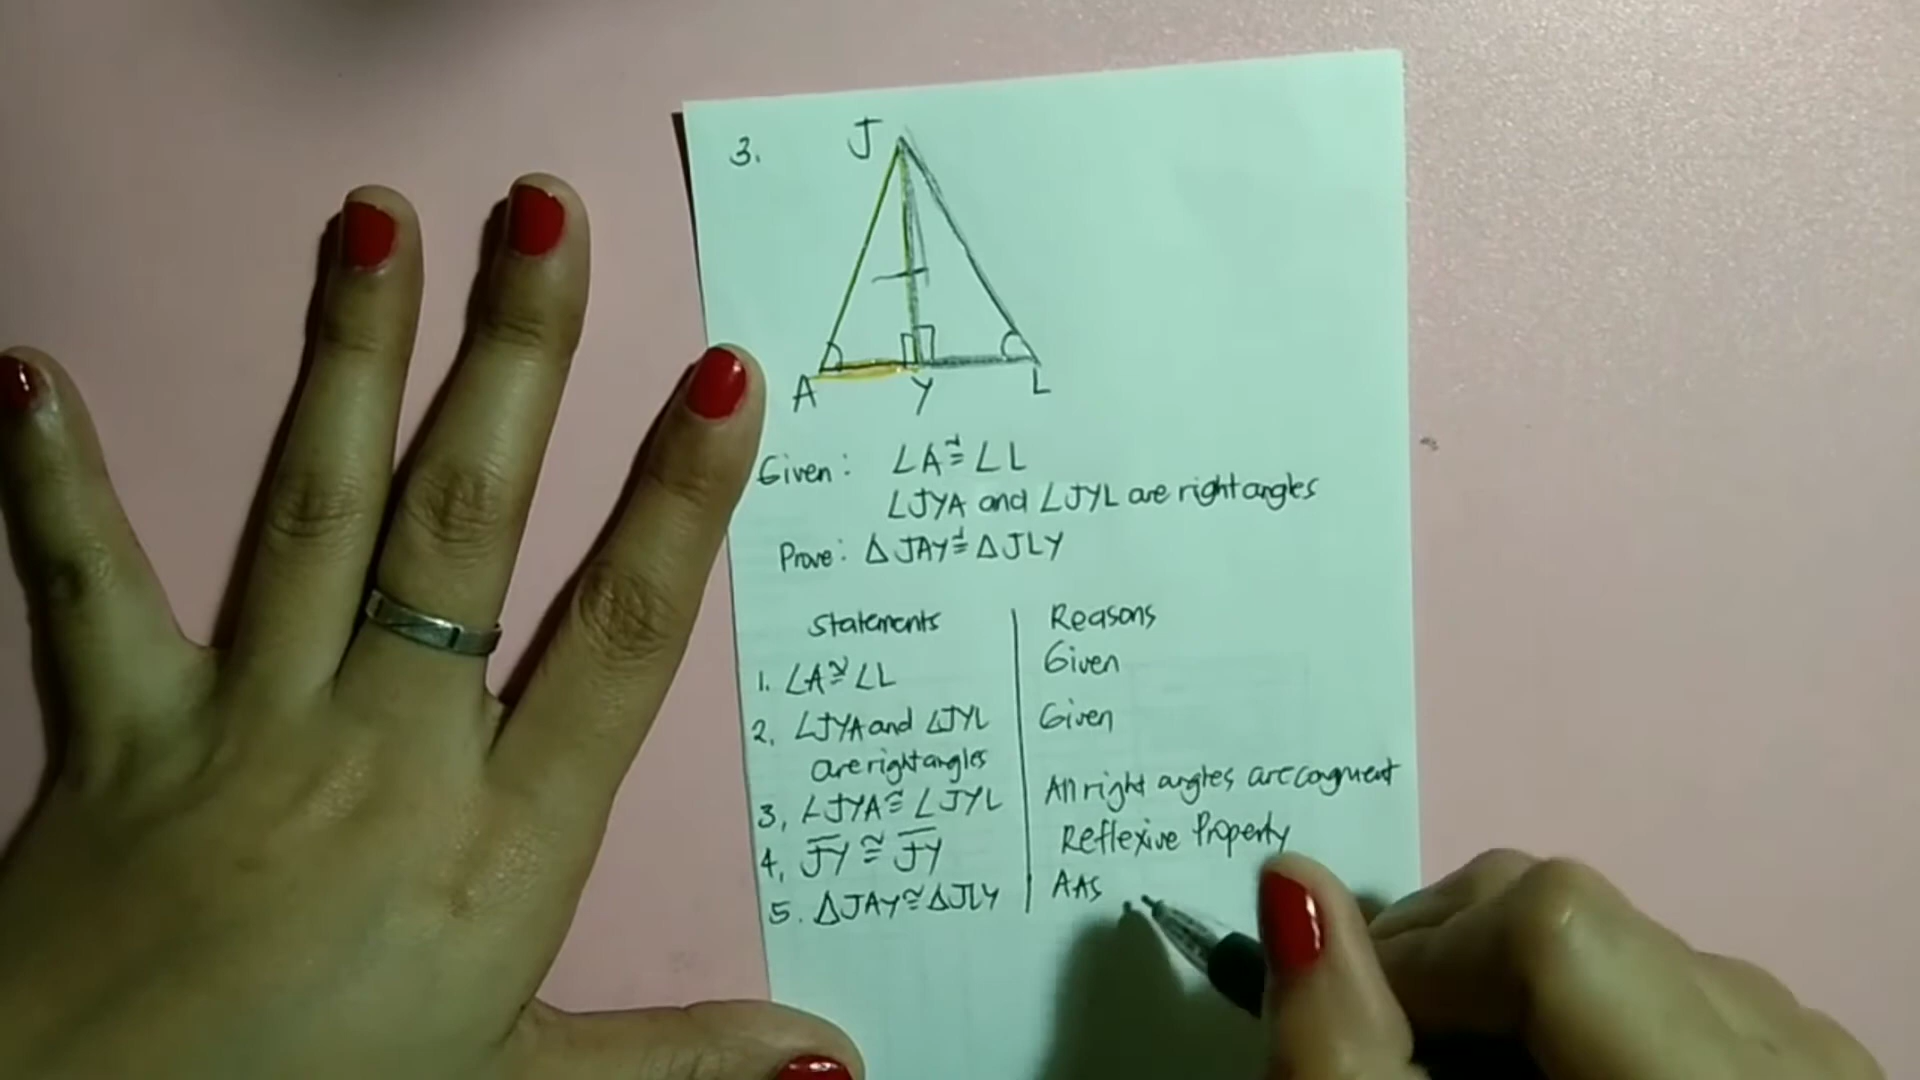 3.
J
A Y L
Given: ∠A ≅ ∠L
∠JYA and ∠JYL are right angles
Prove: △JAY ≅ △JLY
Statements Reasons
1. ∠A ≅ ∠L Given
2. ∠JYA and ∠JYL Given
are right angles
3. ∠JYA ≅ ∠JYL All right angles are congruent
4. J̅Y̅ ≅ J̅Y̅ Reflexive Property
5. △JAY ≅ △JLY AAS